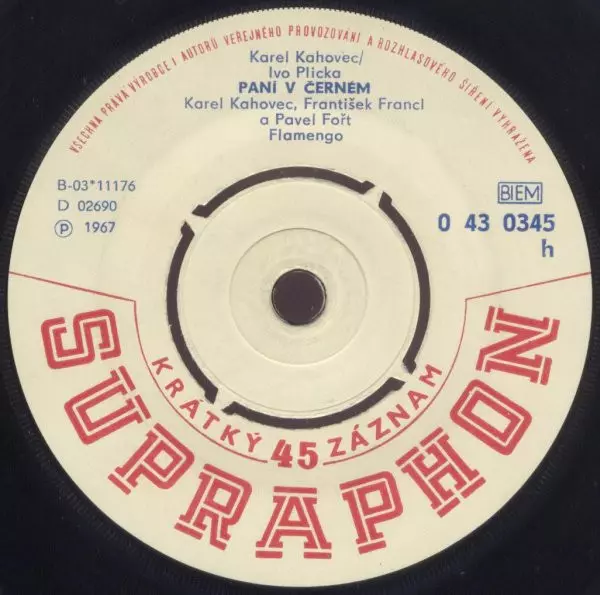 VŠECHNA PRÁVA VÝROBCE I AUTORŮ VEŘEJNÉHO PROVOZOVÁNÍ A ROZHLASOVÉHO ŠÍŘENÍ VYHRAŽENA
Karel Kahovec/
Ivo Plicka
PANÍ V ČERNÉM
Karel Kahovec, František Francl
a Pavel Fořt
Flamengo
B-03*11176
D 02690
Ⓟ 1967
BIEM
0 43 0345
h
KRÁTKÝ 45 ZÁZNAM
SUPRAPHON